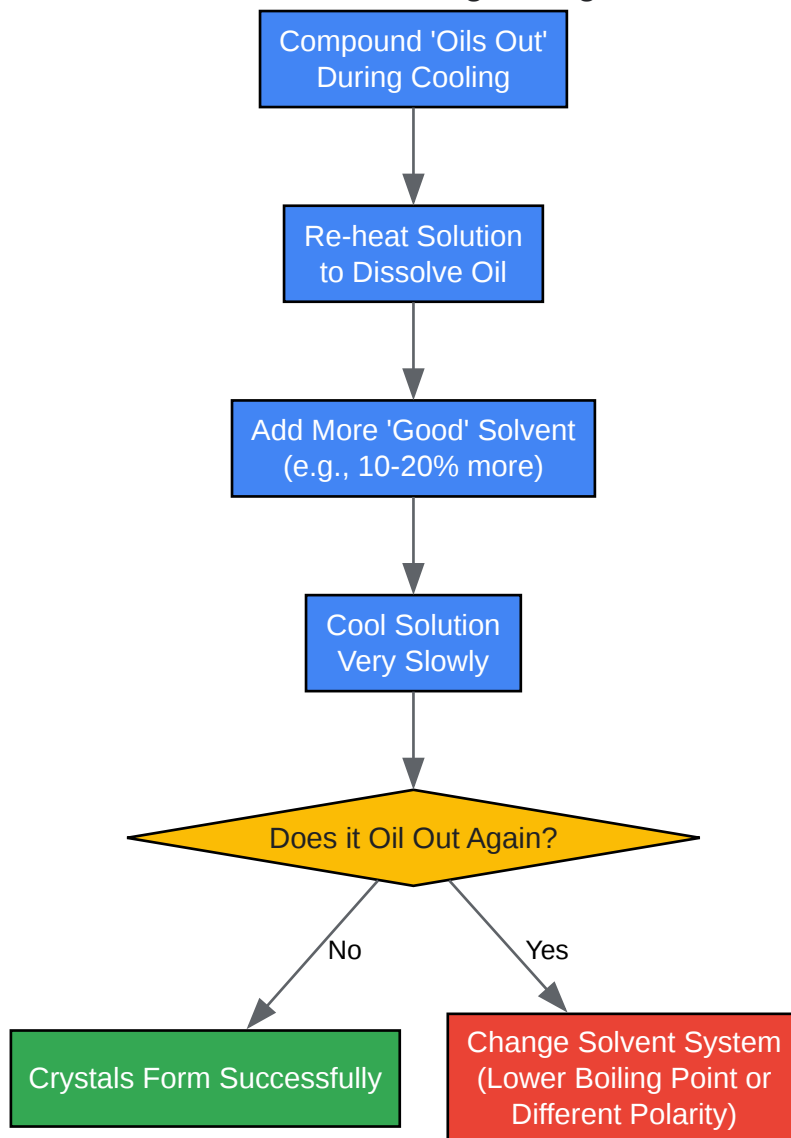 Compound 'Oils Out'
During Cooling
Re-heat Solution
to Dissolve Oil
Add More 'Good' Solvent
(e.g., 10-20% more)
Cool Solution
Very Slowly
Does it Oil Out Again?
No
Yes
Crystals Form Successfully
Change Solvent System
(Lower Boiling Point or
Different Polarity)